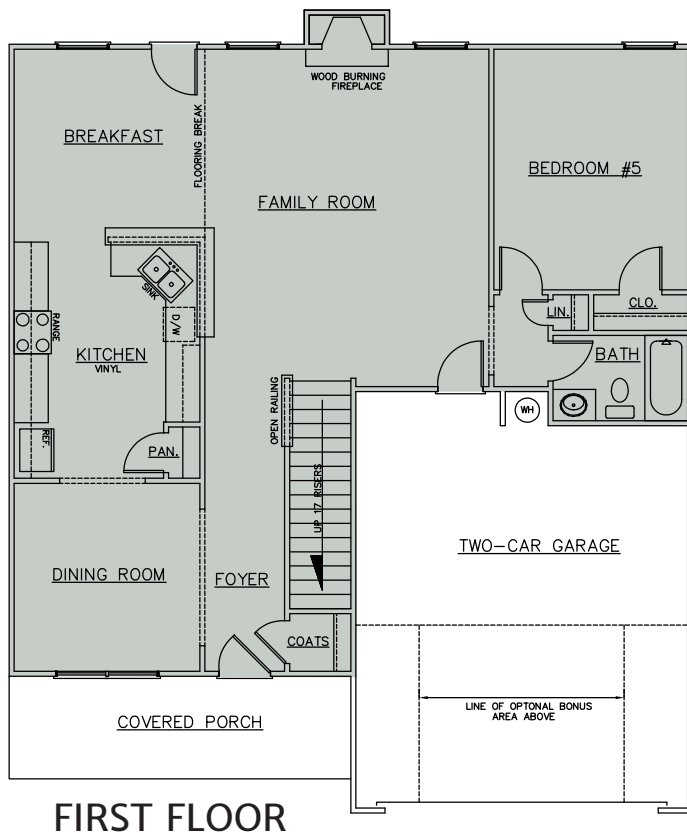 WOOD BURNING
FIREPLACE
BREAKFAST
FLOORING BREAK
BEDROOM #5
FAMILY ROOM
SINK
LIN.
CLO.
RANGE
D/W
KITCHEN
VINYL
BATH
OPEN RAILING
WH
REF.
PAN.
UP 17 RISERS
TWO-CAR GARAGE
DINING ROOM
FOYER
COATS
LINE OF OPTONAL BONUS
AREA ABOVE
COVERED PORCH
FIRST FLOOR